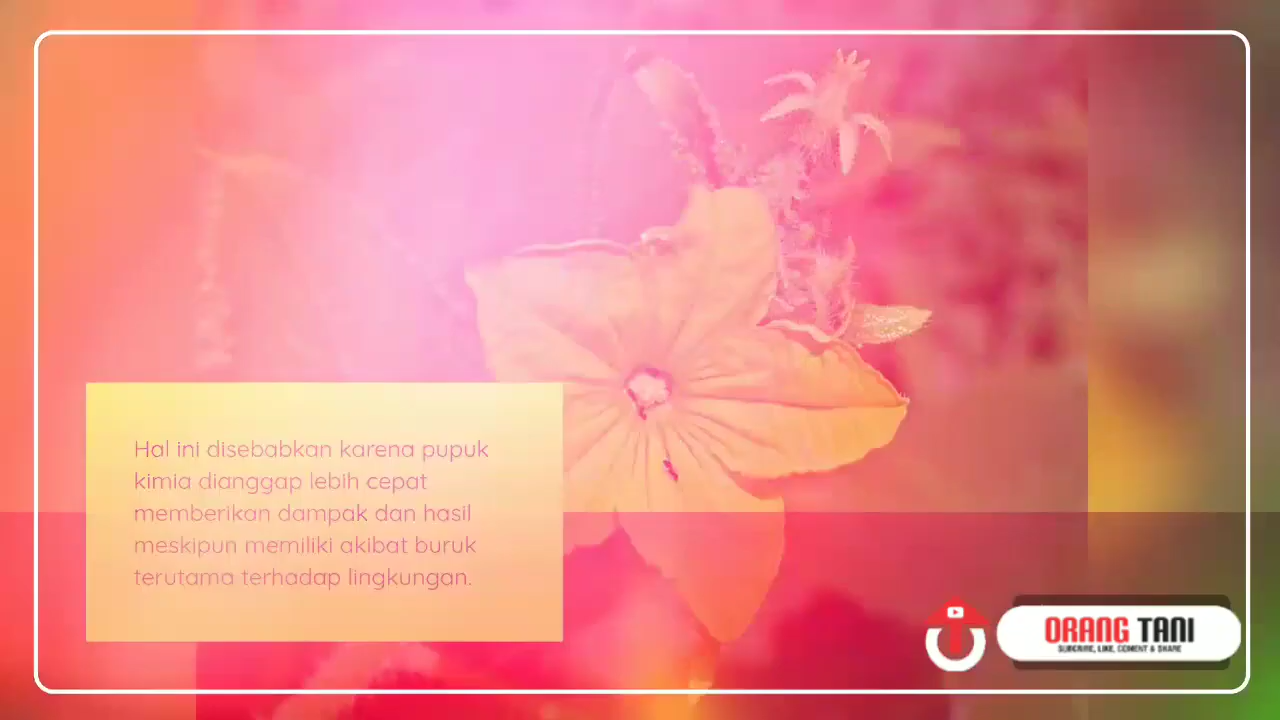 Hal ini disebabkan karena pupuk
kimia dianggap lebih cepat
memberikan dampak dan hasil
meskipun memiliki akibat buruk
terutama terhadap lingkungan.
ORANG TANI
SUBCRIBE, LIKE, COMENT & SHARE